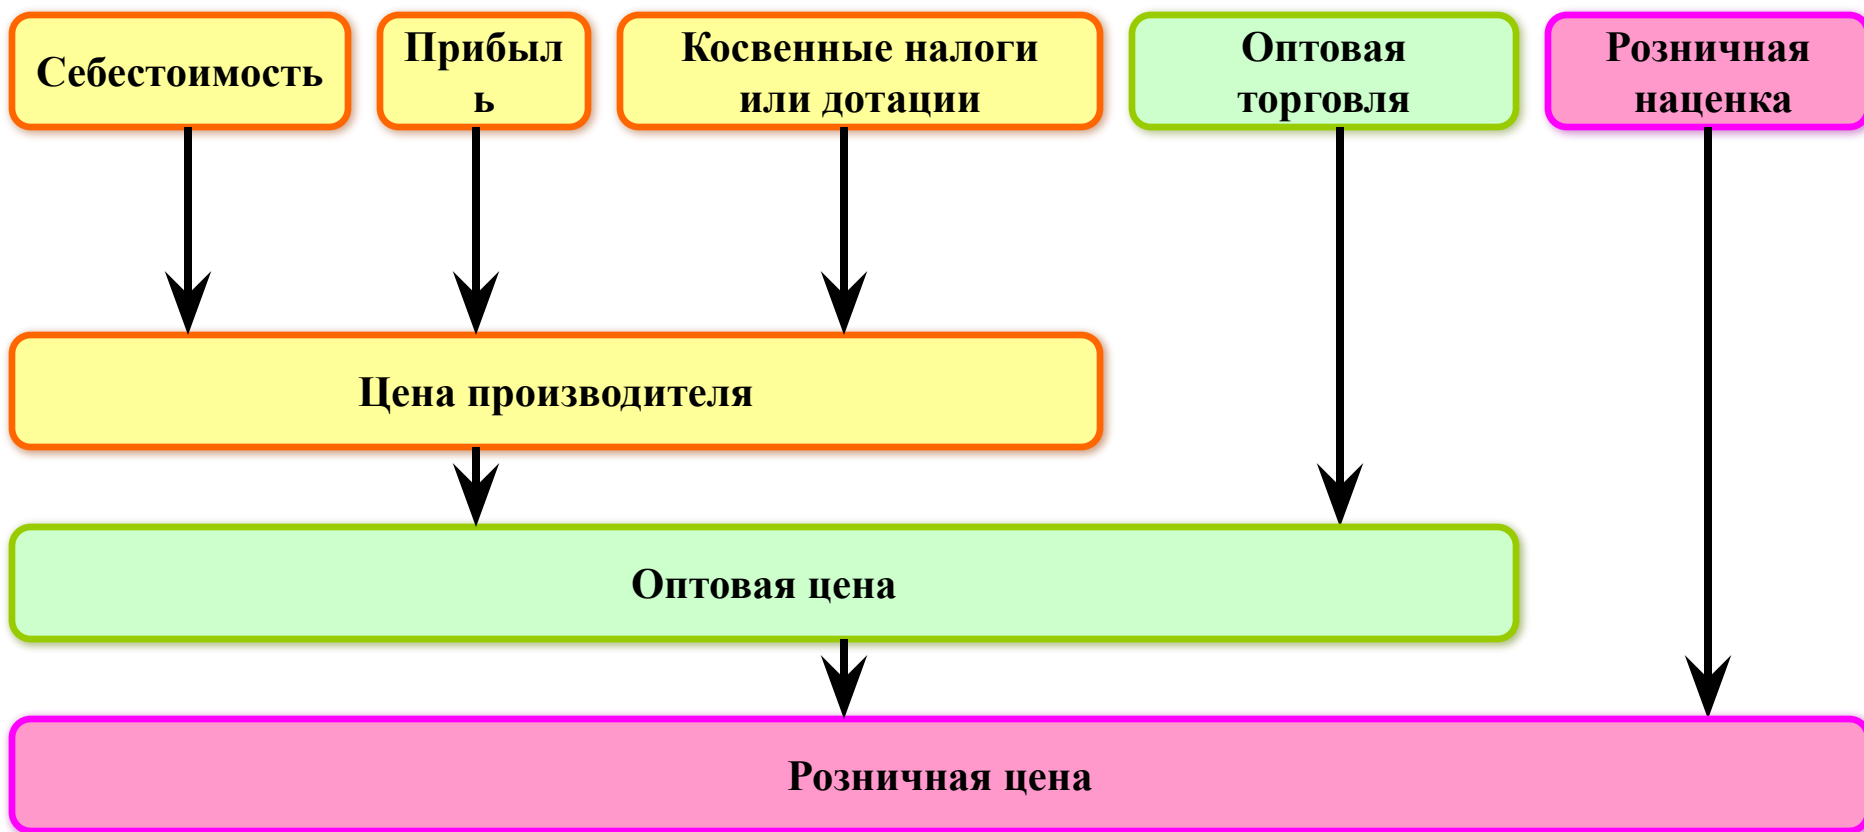 Себестоимость
Прибыл
ь
Косвенные налоги
или дотации
Оптовая
торговля
Розничная
наценка
Цена производителя
Оптовая цена
Розничная цена